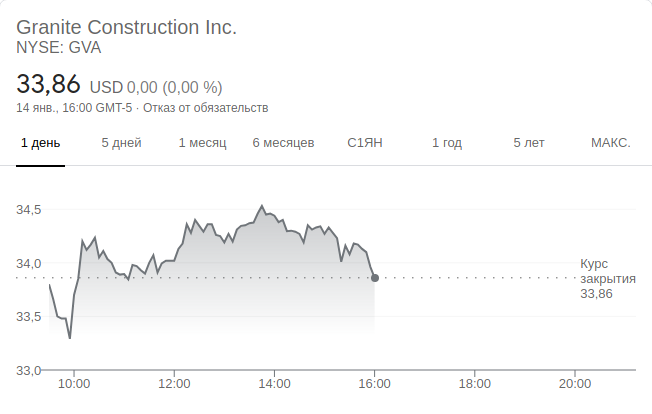 Granite Construction Inc.
NYSE: GVA
33,86 USD 0,00 (0,00 %)
14 янв., 16:00 GMT-5 · Отказ от обязательств
1 день 5 дней 1 месяц 6 месяцев С1ЯН 1 год 5 лет МАКС.
34,5
34,0
33,5
33,0
Курс
закрытия
33,86
10:00 12:00 14:00 16:00 18:00 20:00